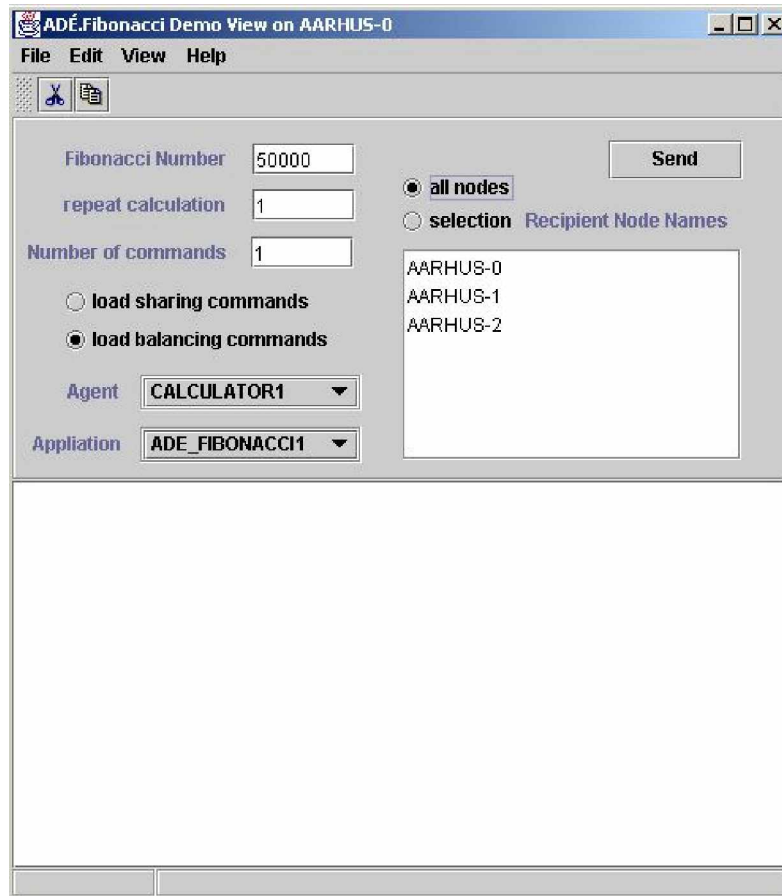 ADÉ.Fibonacci Demo View on AARHUS-0
File Edit View Help
Fibonacci Number 50000
repeat calculation 1
Number of commands 1
load sharing commands
load balancing commands
Agent CALCULATOR1
Appliation ADE_FIBONACCI1
Send
all nodes
selection Recipient Node Names
AARHUS-0
AARHUS-1
AARHUS-2